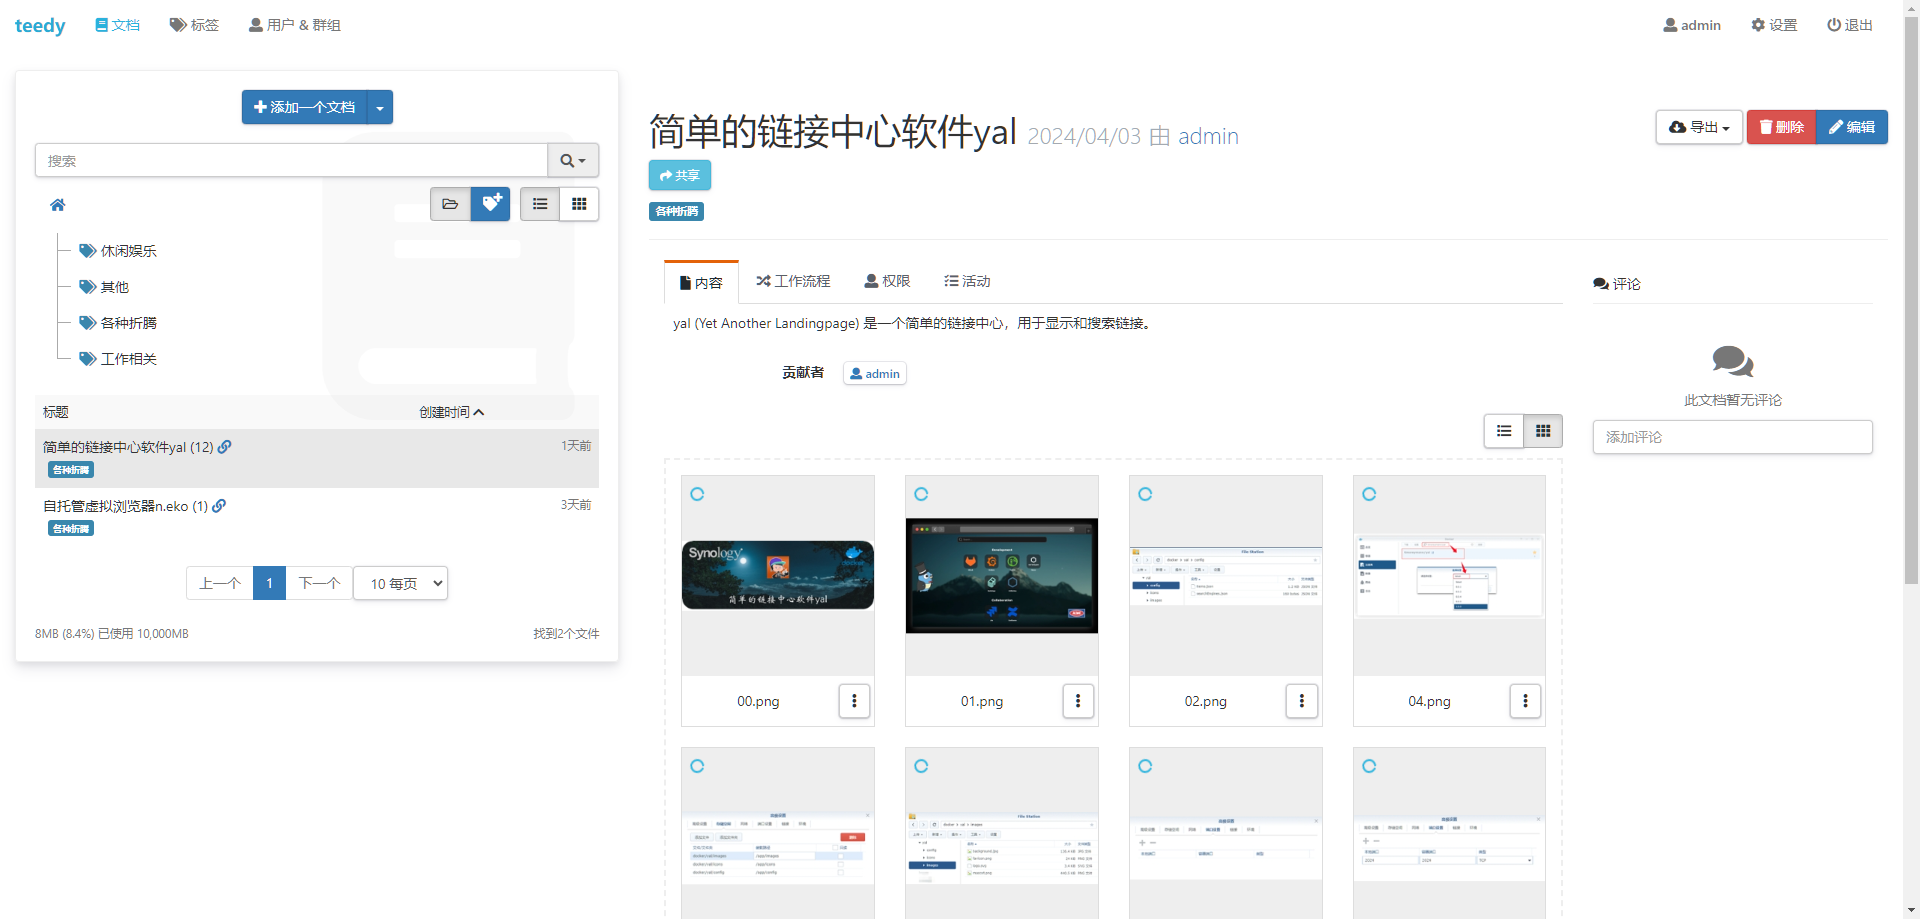 teedy 文档 标签 用户 & 群组 admin 设置 退出
添加一个文档
搜索
休闲娱乐
其他
各种折腾
工作相关
标题 创建时间
简单的链接中心软件yal (12) 1天前
各种折腾
自托管虚拟浏览器n.eko (1) 3天前
各种折腾
上一个 1 下一个 10 每页
8MB (8.4%) 已使用 10,000MB 找到2个文件
简单的链接中心软件yal 2024/04/03 由 admin
导出 删除 编辑
共享
各种折腾
内容 工作流程 权限 活动
yal (Yet Another Landingpage) 是一个简单的链接中心，用于显示和搜索链接。
贡献者 admin
评论
此文档暂无评论
添加评论
Synology
简单的链接中心软件yal
00.png 01.png 02.png 04.png